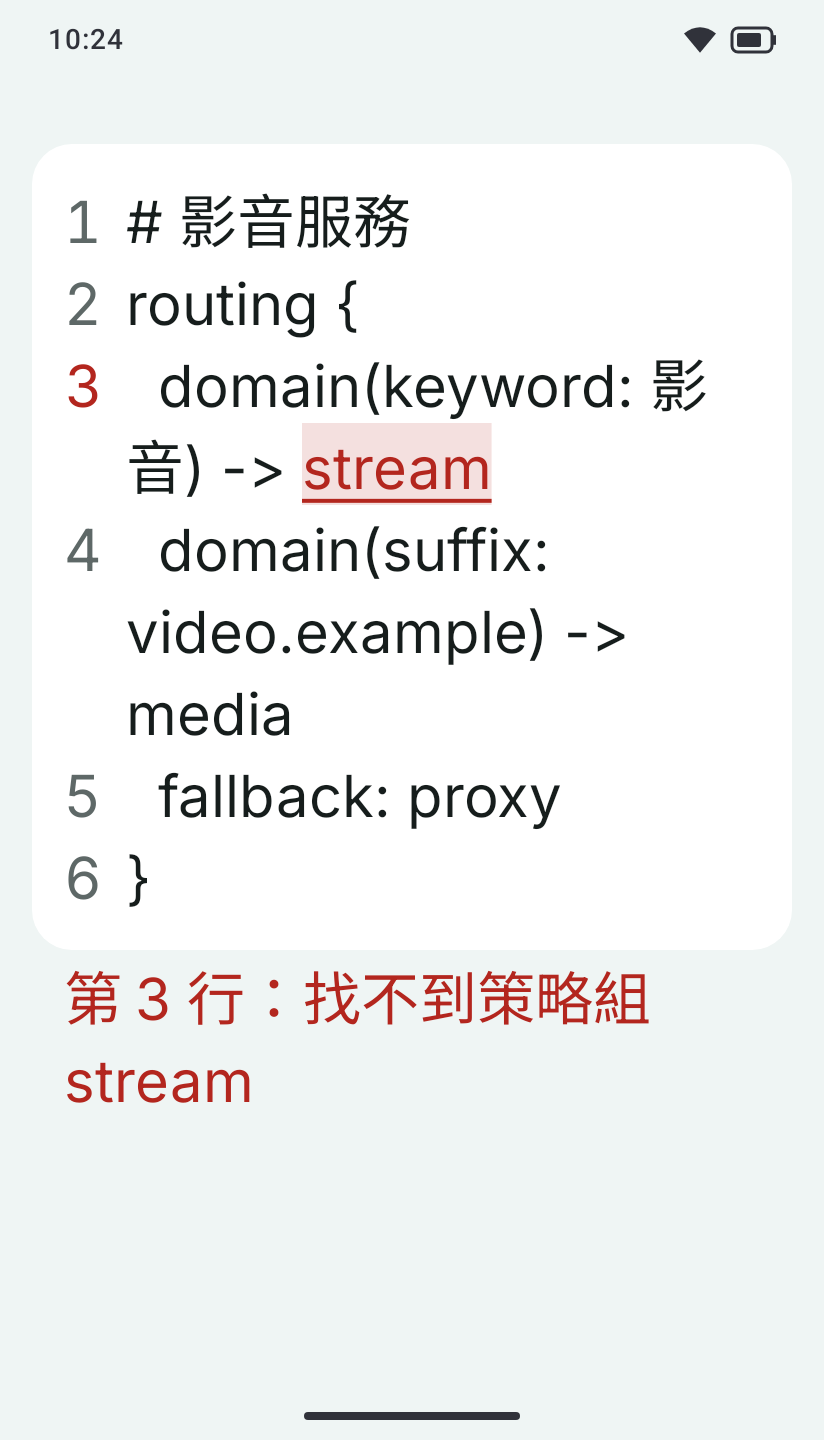 10:24
1 # 影音服務
2 routing {
3 domain(keyword: 影
音) -> stream
4 domain(suffix:
video.example) ->
media
5 fallback: proxy
6 }
第 3 行：找不到策略組
stream